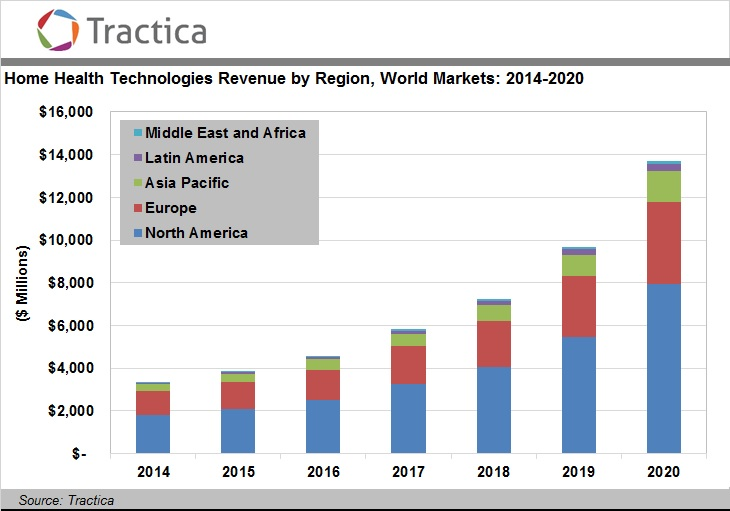 Tractica
Home Health Technologies Revenue by Region, World Markets: 2014-2020
($ Millions)
$16,000
$14,000
$12,000
$10,000
$8,000
$6,000
$4,000
$2,000
$-
Middle East and Africa
Latin America
Asia Pacific
Europe
North America
2014 2015 2016 2017 2018 2019 2020
Source: Tractica